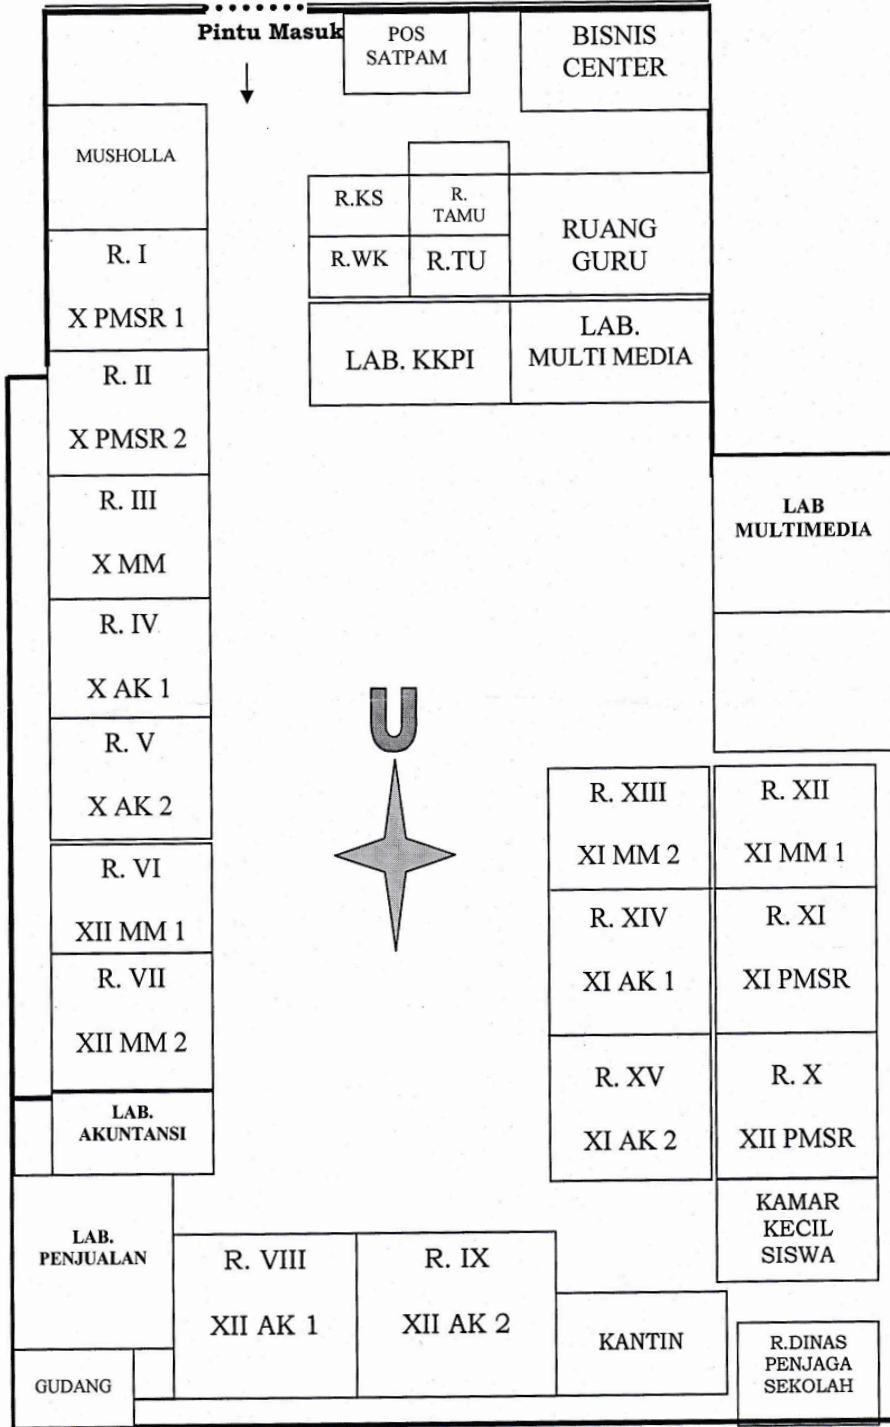 Pintu Masuk
POS
SATPAM
BISNIS
CENTER
MUSHOLLA
R.KS
R.
TAMU
RUANG
GURU
R.WK
R.TU
R. I
X PMSR 1
LAB. KKPI
LAB.
MULTI MEDIA
R. II
X PMSR 2
R. III
X MM
LAB
MULTIMEDIA
R. IV
X AK 1
U
R. V
X AK 2
R. XIII
XI MM 2
R. XII
XI MM 1
R. VI
XII MM 1
R. XIV
XI AK 1
R. XI
XI PMSR
R. VII
XII MM 2
R. XV
XI AK 2
R. X
XII PMSR
LAB.
AKUNTANSI
KAMAR
KECIL
SISWA
LAB.
PENJUALAN
R. VIII
XII AK 1
R. IX
XII AK 2
KANTIN
R.DINAS
PENJAGA
SEKOLAH
GUDANG